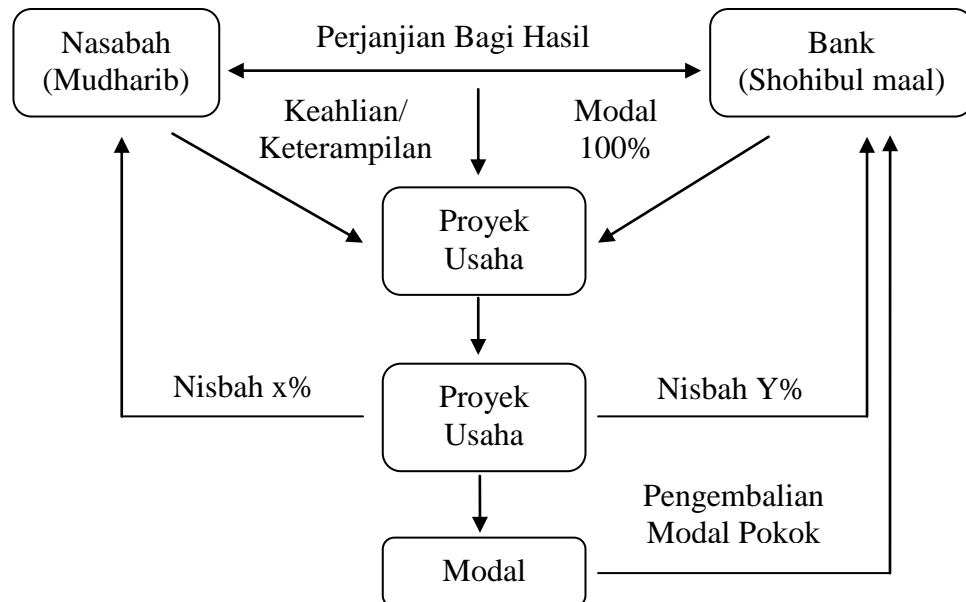 Nasabah
(Mudharib)
Perjanjian Bagi Hasil
Bank
(Shohibul maal)
Keahlian/
Keterampilan
Modal
100%
Proyek
Usaha
Nisbah x%
Proyek
Usaha
Nisbah Y%
Pengembalian
Modal Pokok
Modal